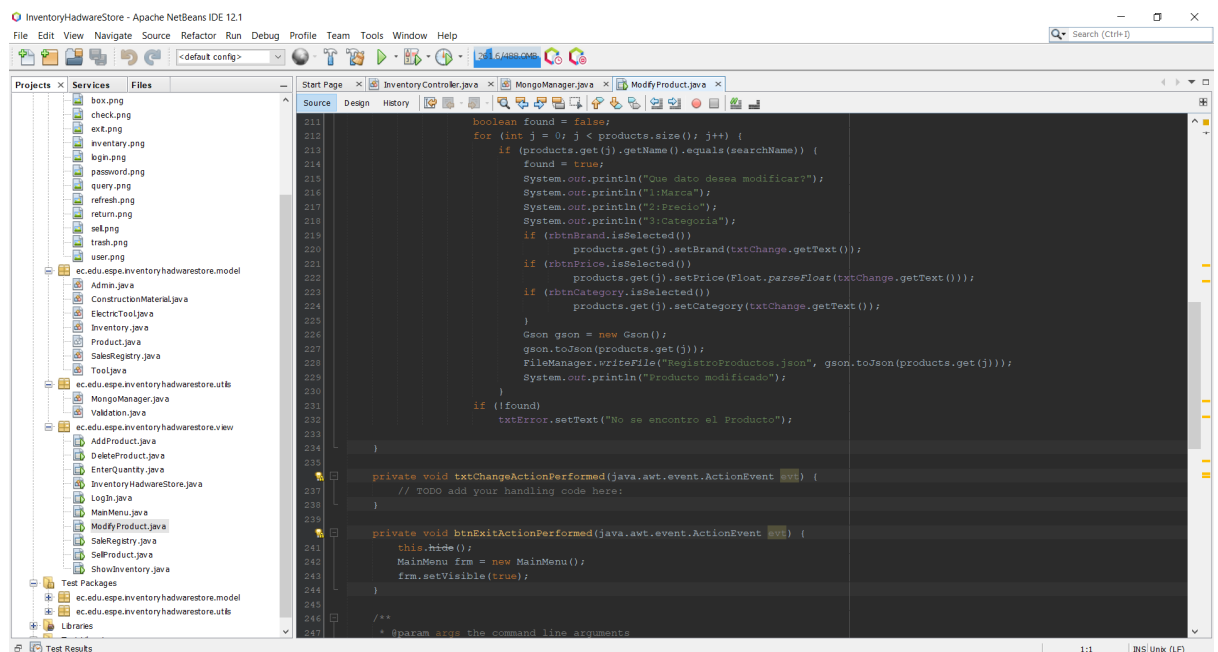 InventoryHadwareStore - Apache NetBeans IDE 12.1
File Edit View Navigate Source Refactor Run Debug Profile Team Tools Window Help
Search (Ctrl+I)
<default config>
261.6/488.0MB
Projects Services Files
Start Page InventoryController.java MongoManager.java ModifyProduct.java
Source Design History
box.png
check.png
exit.png
inventary.png
login.png
password.png
query.png
refresh.png
return.png
sell.png
trash.png
user.png
ec.edu.espe.inventoryhadwarestore.model
Admin.java
ConstructionMaterial.java
ElectricTool.java
Inventory.java
Product.java
SalesRegistry.java
Tool.java
ec.edu.espe.inventoryhadwarestore.utils
MongoManager.java
Validation.java
ec.edu.espe.inventoryhadwarestore.view
AddProduct.java
DeleteProduct.java
EnterQuantity.java
InventoryHadwareStore.java
LogIn.java
MainMenu.java
ModifyProduct.java
SaleRegistry.java
SellProduct.java
ShowInventory.java
Test Packages
ec.edu.espe.inventoryhadwarestore.model
ec.edu.espe.inventoryhadwarestore.utils
Libraries
211 boolean found = false;
212 for (int j = 0; j < products.size(); j++) {
213 if (products.get(j).getName().equals(searchName)) {
214 found = true;
215 System.out.println("Que dato desea modificar?");
216 System.out.println("1:Marca");
217 System.out.println("2:Precio");
218 System.out.println("3:Categoria");
219 if (rbtnBrand.isSelected())
220 products.get(j).setBrand(txtChange.getText());
221 if (rbtnPrice.isSelected())
222 products.get(j).setPrice(Float.parseFloat(txtChange.getText()));
223 if (rbtnCategory.isSelected())
224 products.get(j).setCategory(txtChange.getText());
225 }
226 Gson gson = new Gson();
227 gson.toJson(products.get(j));
228 FileManager.writeFile("RegistroProductos.json", gson.toJson(products.get(j)));
229 System.out.println("Producto modificado");
230 }
231 if (!found)
232 txtError.setText("No se encontro el Producto");
233
234 }
235
private void txtChangeActionPerformed(java.awt.event.ActionEvent evt) {
237 // TODO add your handling code here:
238 }
239
private void btnExitActionPerformed(java.awt.event.ActionEvent evt) {
241 this.hide();
242 MainMenu frm = new MainMenu();
243 frm.setVisible(true);
244 }
245
246 /**
247 * @param args the command line arguments
Test Results
1:1 INS Unix (LF)